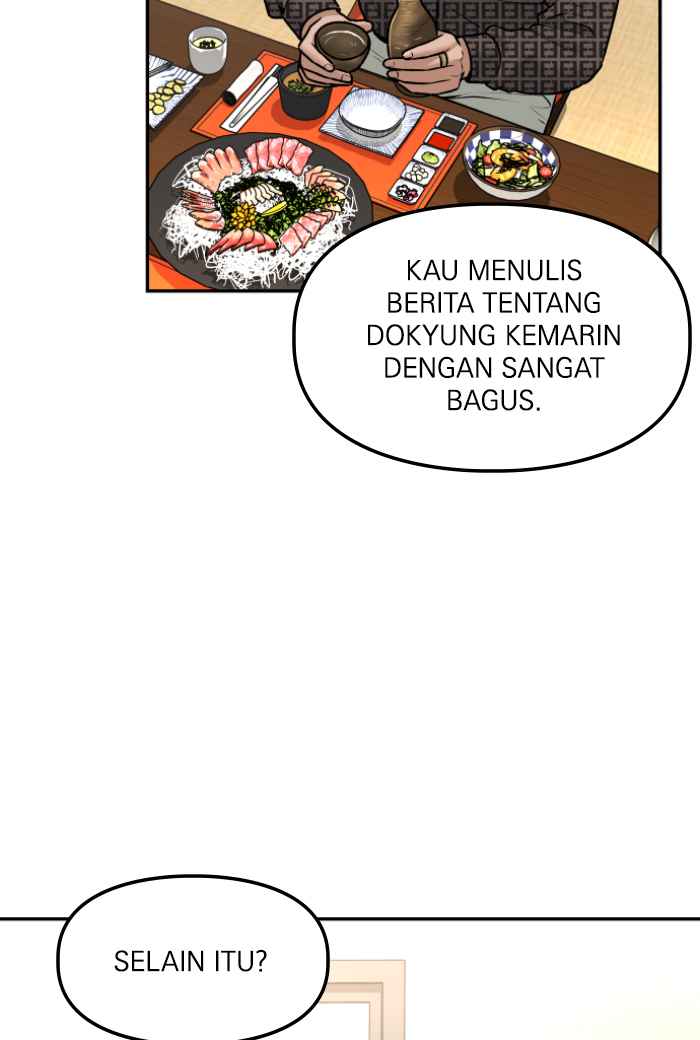 KAU MENULIS
BERITA TENTANG
DOKYUNG KEMARIN
DENGAN SANGAT
BAGUS.
SELAIN ITU?